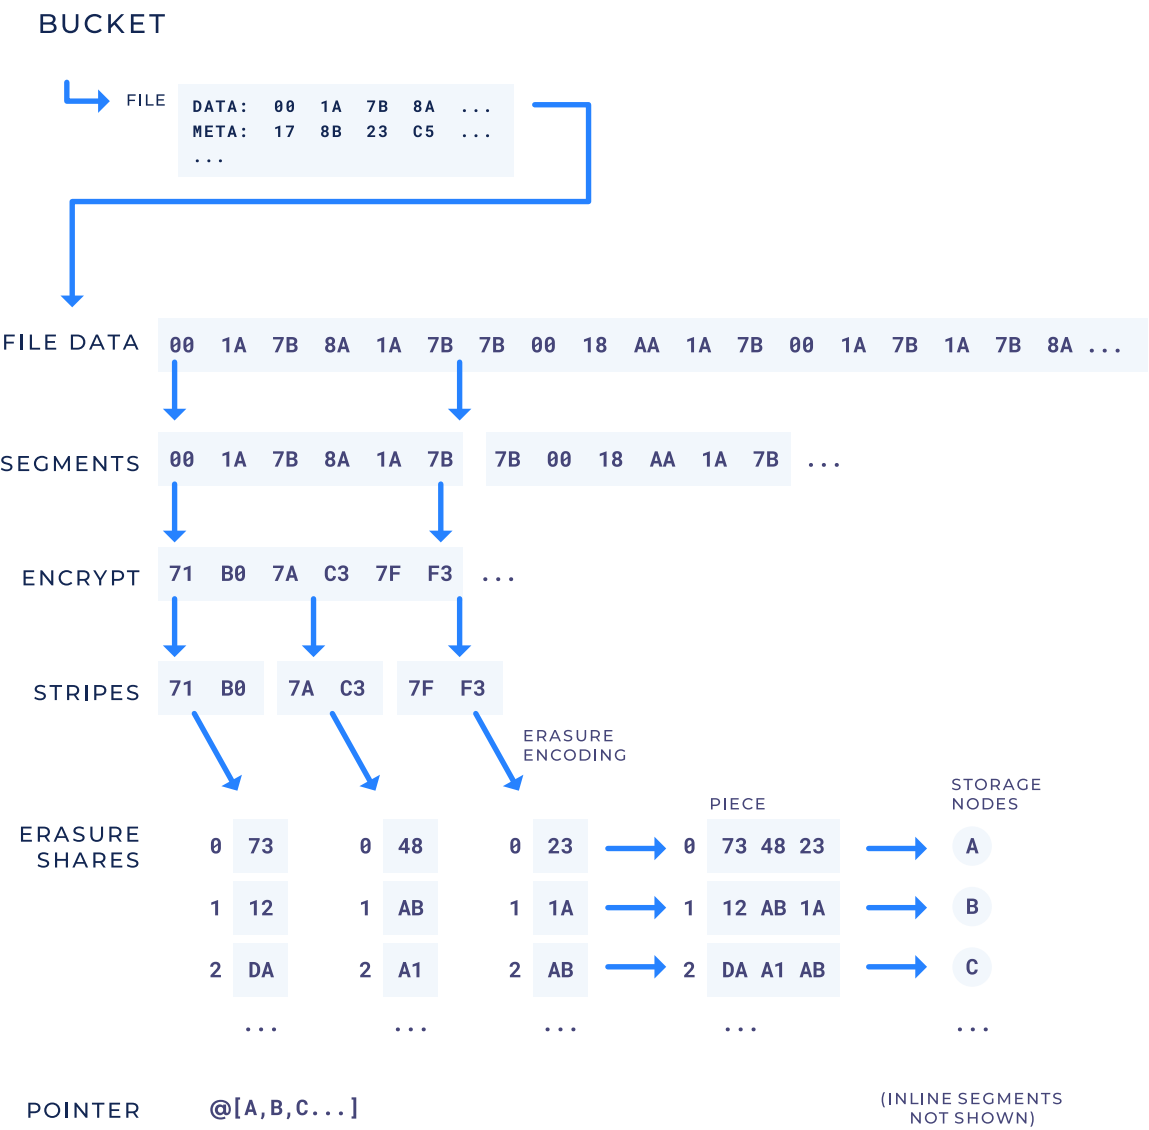 BUCKET
FILE
DATA: 00 1A 7B 8A ...
META: 17 8B 23 C5 ...
...
FILE DATA 00 1A 7B 8A 1A 7B 7B 00 18 AA 1A 7B 00 1A 7B 1A 7B 8A ...
SEGMENTS 00 1A 7B 8A 1A 7B 7B 00 18 AA 1A 7B ...
ENCRYPT 71 B0 7A C3 7F F3 ...
STRIPES 71 B0 7A C3 7F F3
ERASURE
ENCODING
PIECE
STORAGE
NODES
ERASURE
SHARES
0 73 0 48 0 23 0 73 48 23 A
1 12 1 AB 1 1A 1 12 AB 1A B
2 DA 2 A1 2 AB 2 DA A1 AB C
... ... ... ... ...
POINTER @[A,B,C...]
(INLINE SEGMENTS
NOT SHOWN)